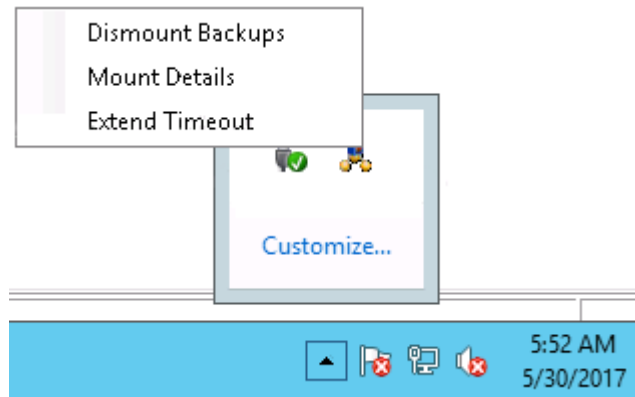 Dismount Backups
Mount Details
Extend Timeout
Customize...
5:52 AM
5/30/2017